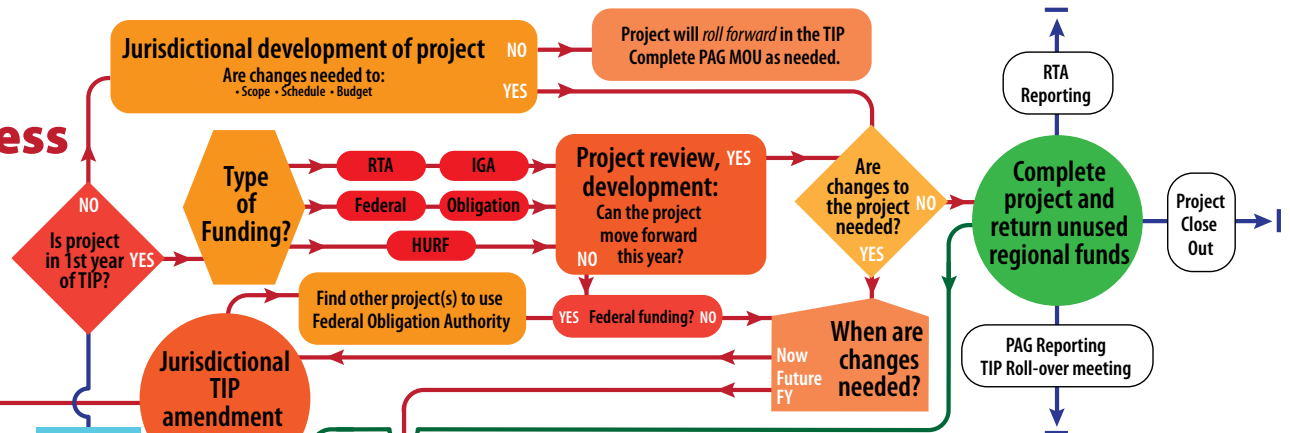 Jurisdictional development of project NO
Are changes needed to:
• Scope • Schedule • Budget
YES
Project will roll forward in the TIP
Complete PAG MOU as needed.
RTA
Reporting
ess
NO
Is project
in 1st year YES
of TIP?
Type
of
Funding?
RTA
IGA
Federal
Obligation
HURF
Project review, YES
development:
Can the project
move forward
this year?
NO
Are
changes to
the project NO
needed?
YES
Complete
project and
return unused
regional funds
Project
Close
Out
Find other project(s) to use
Federal Obligation Authority
YES Federal funding? NO
When are
changes
needed?
Now
Future
FY
Jurisdictional
TIP
amendment
PAG Reporting
TIP Roll-over meeting